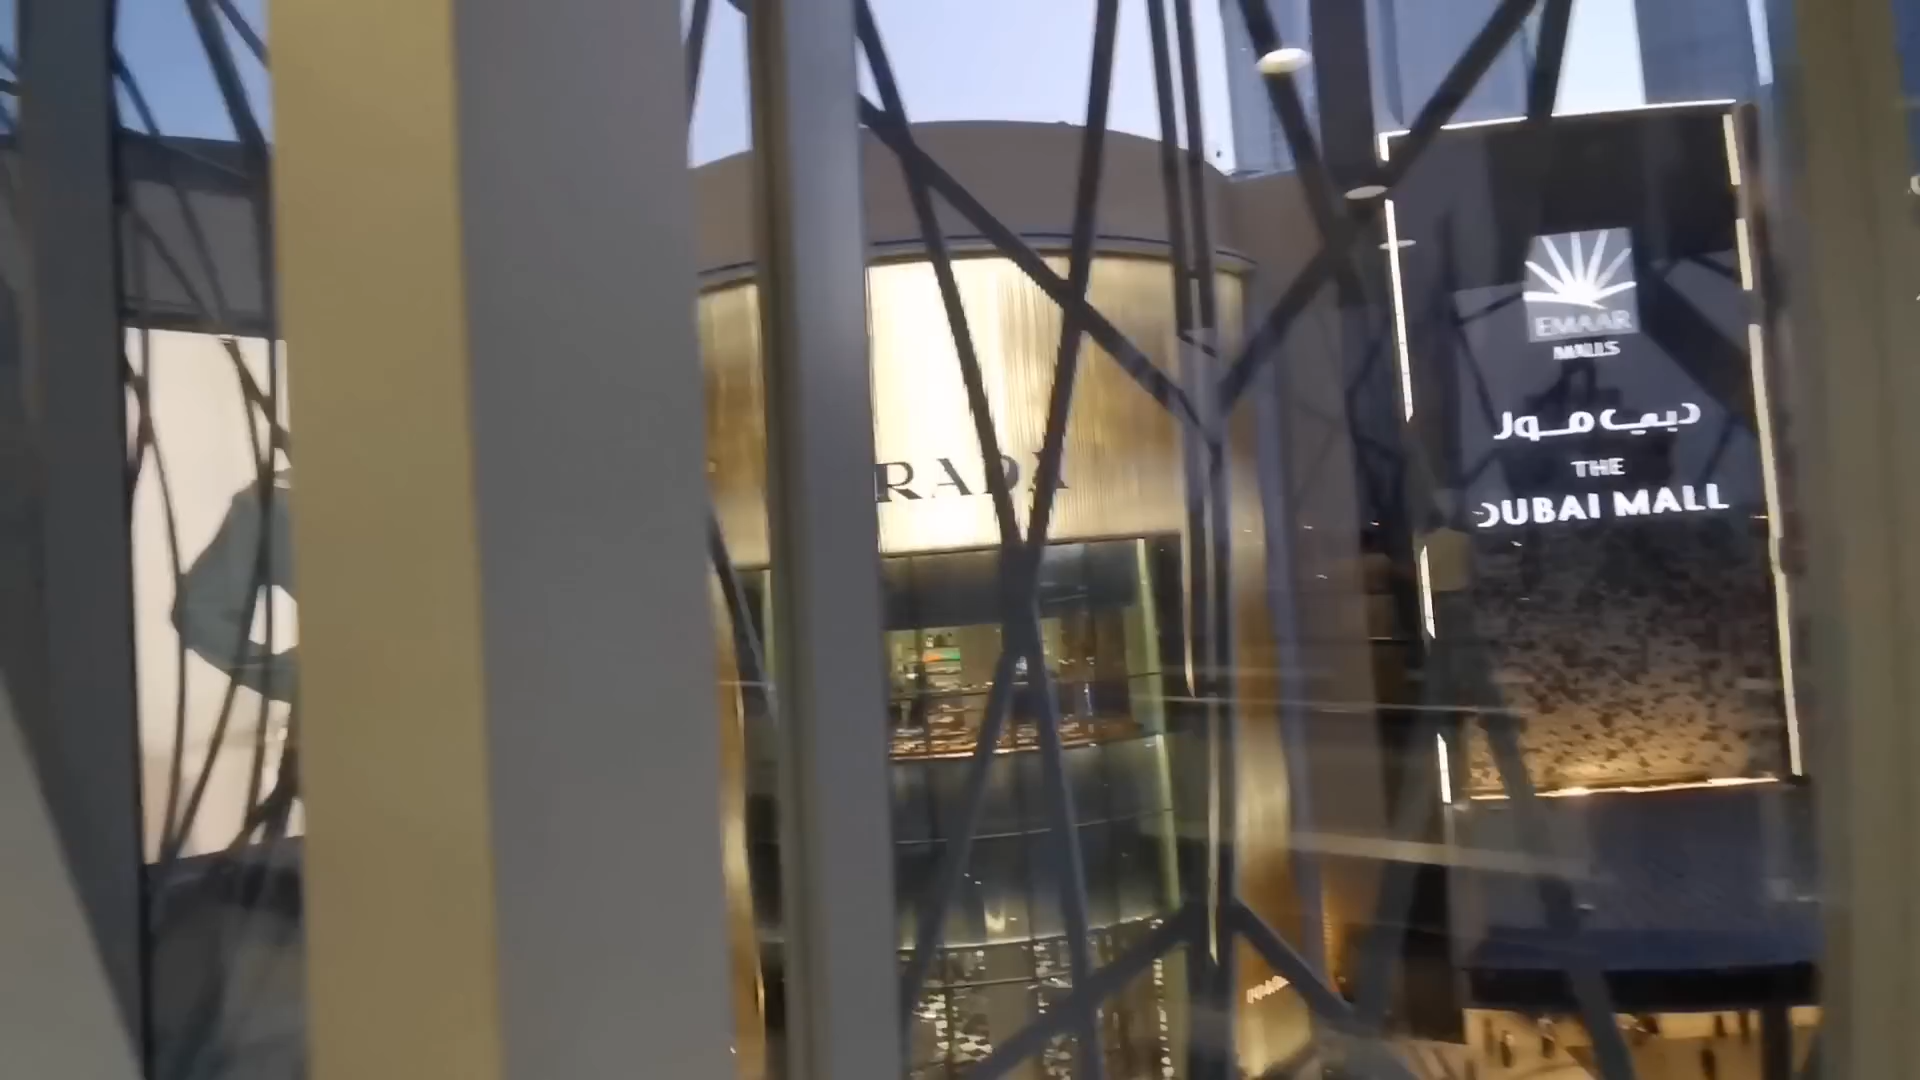 RADA
EMAAR
MALLS
دبي مول
THE
DUBAI MALL